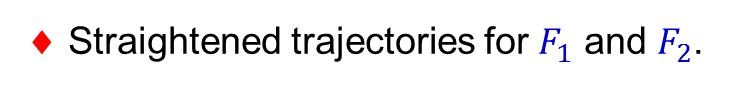 ♦ Straightened trajectories for F₁ and F₂.